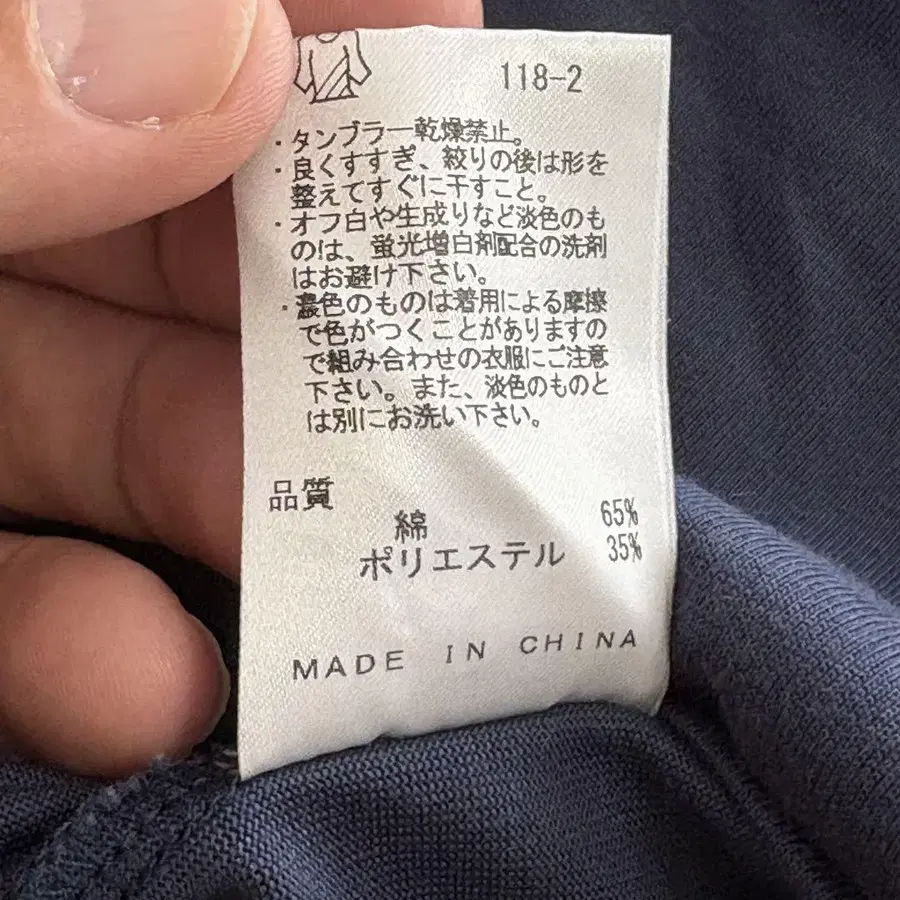 118-2
・タンブラー乾燥禁止。
・良くすすぎ、絞りの後は形を
整えてすぐに干すこと。
・オフ白や生成りなど淡色のも
のは、蛍光増白剤配合の洗剤
はお避け下さい。
・濃色のものは着用による摩擦
で色がつくことがありますの
で組み合わせの衣服にご注意
下さい。また、淡色のものと
は別にお洗い下さい。
品質
綿 65%
ポリエステル 35%
MADE IN CHINA